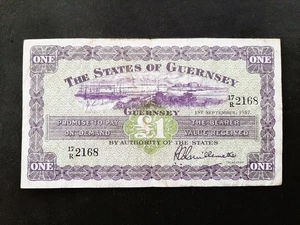 ONE ONE
THE STATES OF GUERNSEY
17/R 2168
GUERNSEY 1ST SEPTEMBER, 1957.
PROMISE TO PAY £1 THE BEARER
ON DEMAND VALUE RECEIVED
BY AUTHORITY OF THE STATES
17/R 2168
ONE ONE